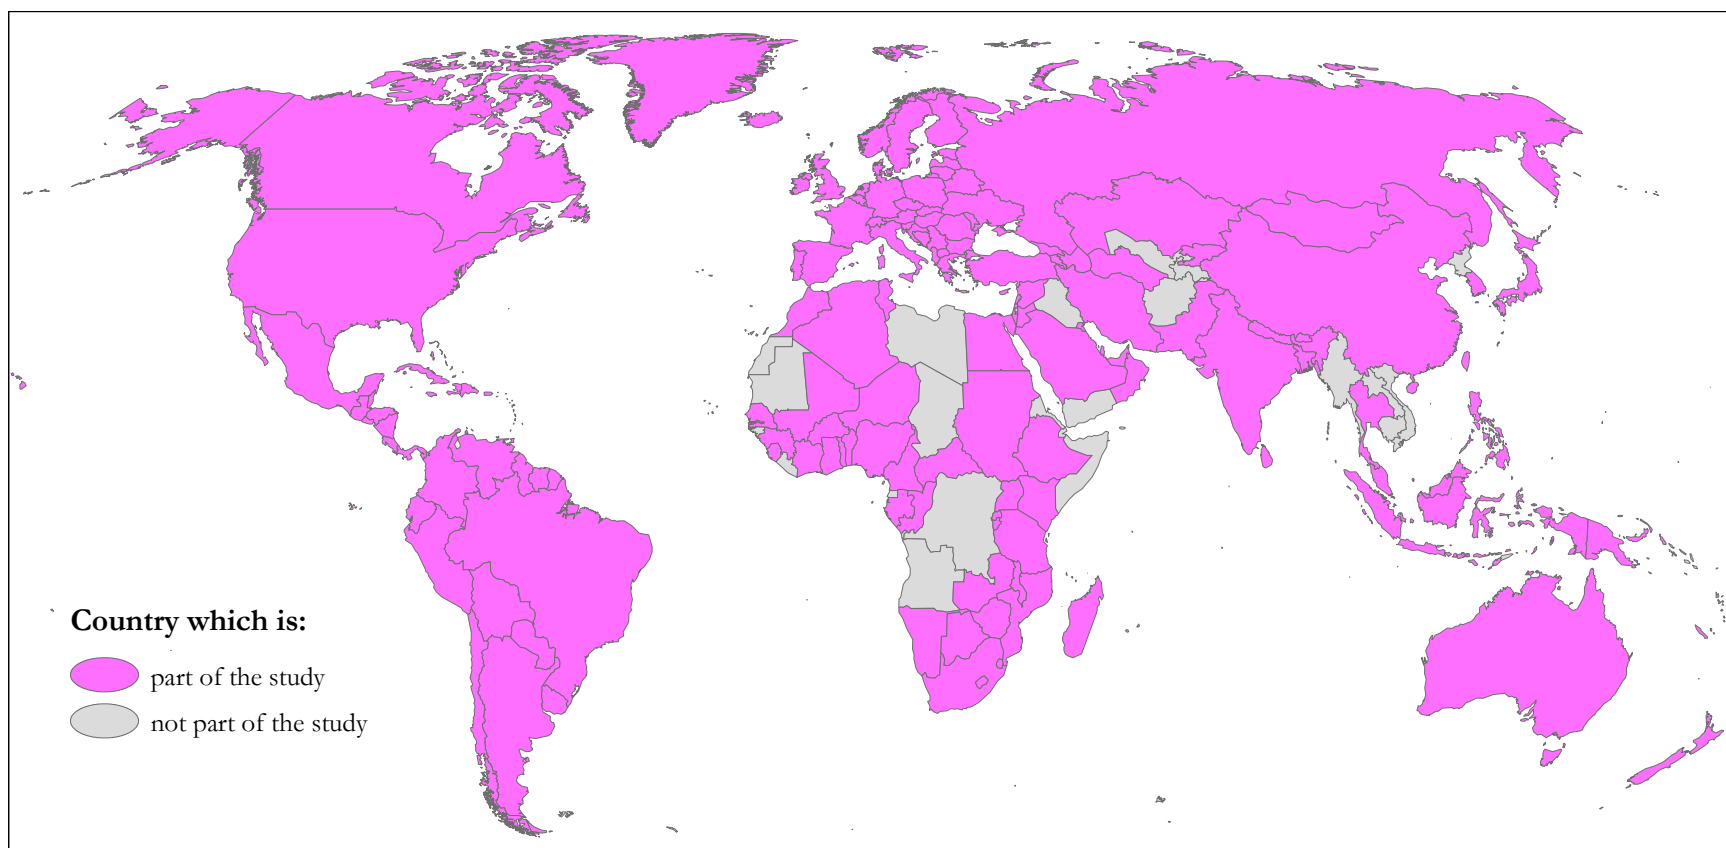 Country which is:
part of the study
not part of the study